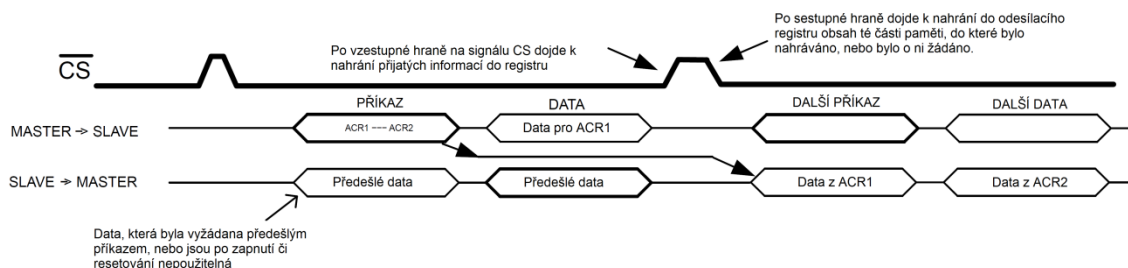 Po sestupné hraně dojde k nahrání do odesílacího
registru obsah té části paměti, do které bylo
nahráváno, nebo bylo o ni žádáno.
Po vzestupné hraně na signálu CS dojde k
nahrání přijatých informací do registru
CS
PŘÍKAZ
DATA
DALŠÍ PŘÍKAZ
DALŠÍ DATA
MASTER → SLAVE
ACR1 --- ACR2
Data pro ACR1
SLAVE → MASTER
Předešlé data
Předešlé data
Data z ACR1
Data z ACR2
Data, která byla vyžádana předešlým
příkazem, nebo jsou po zapnutí či
resetování nepoužitelná